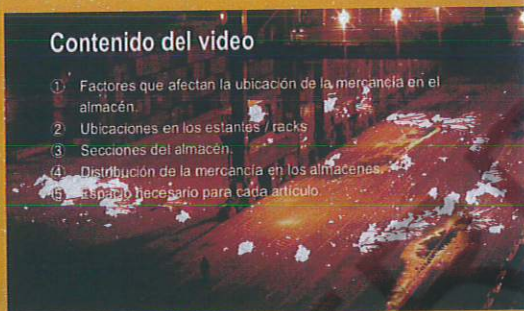 Contenido del video
① Factores que afectan la ubicación de la mercancía en el
almacén.
② Ubicaciones en los estantes / racks
③ Secciones del almacén.
④ Distribución de la mercancía en los almacenes.
⑤ Espacio necesario para cada artículo.